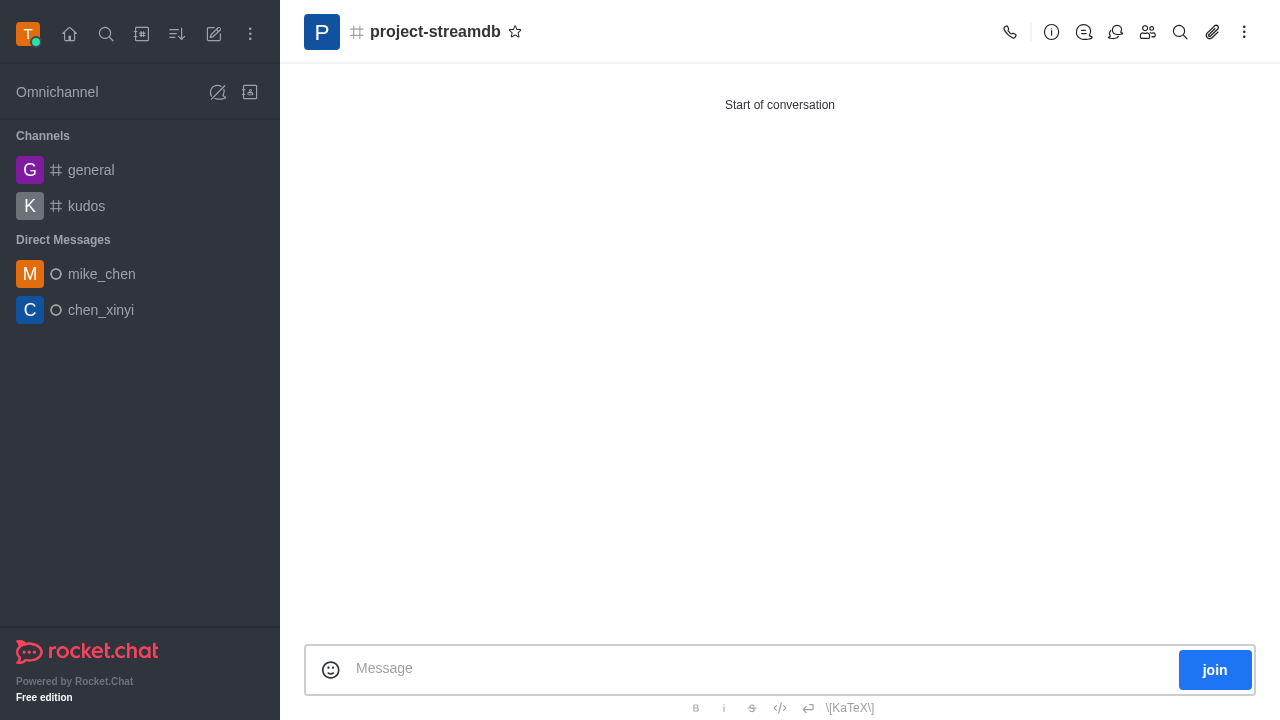 T
Omnichannel
Channels
G general
K kudos
Direct Messages
M mike_chen
C chen_xinyi
rocket.chat
Powered by Rocket.Chat
Free edition
P project-streamdb
Start of conversation
Message
join
B i S \[KaTeX\]